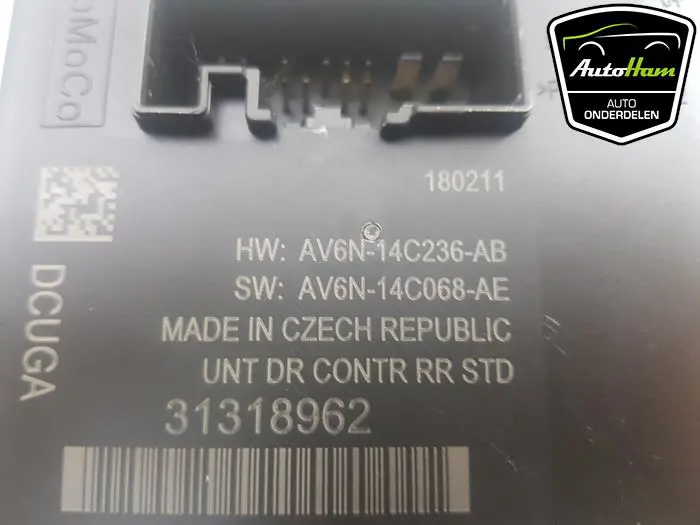 oMoCo
AutoHam
AUTO
ONDERDELEN
180211
HW: AV6N-14C236-AB
SW: AV6N-14C068-AE
MADE IN CZECH REPUBLIC
UNT DR CONTR RR STD
31318962
DCUGA